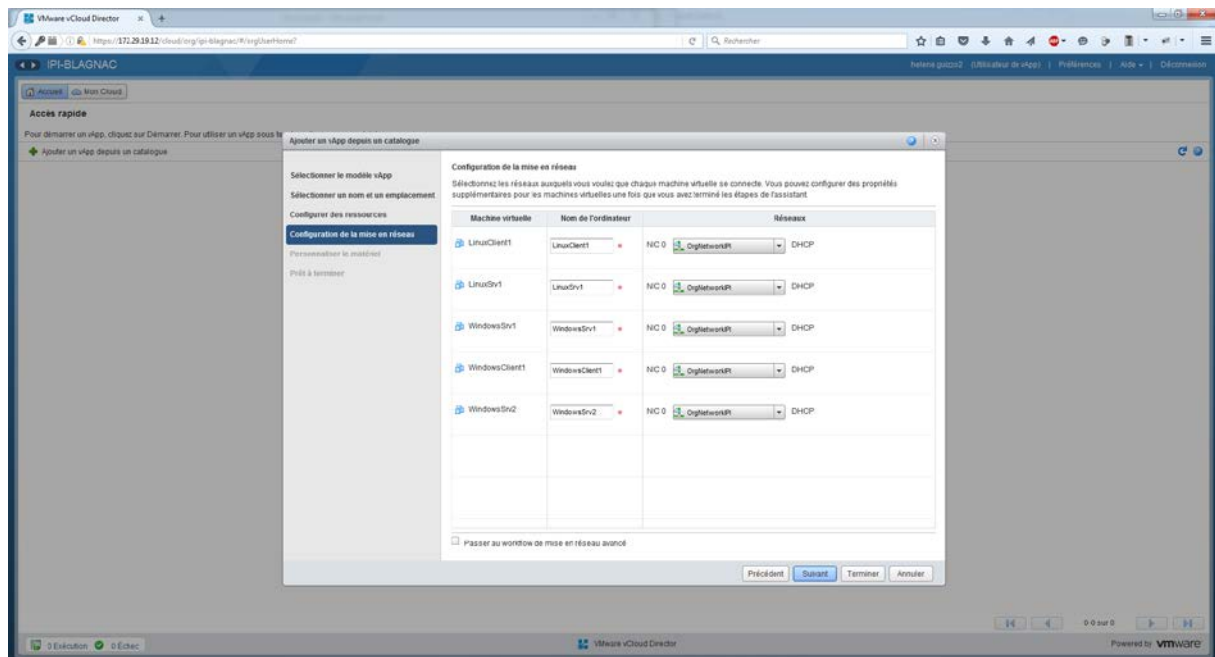 VMware vCloud Director
https://172.29.19.12/cloud/org/ipi-blagnac/#/orgUserHome?
Rechercher
IPI-BLAGNAC
(Utilisateur de vApp) | Préférences | Aide | Déconnexion
Accueil Mon Cloud
Accès rapide
Pour démarrer un vApp, cliquez sur Démarrer. Pour utiliser un vApp sous
Ajouter un vApp depuis un catalogue
Ajouter un vApp depuis un catalogue
Sélectionner le modèle vApp
Sélectionner un nom et un emplacement
Configurer des ressources
Configuration de la mise en réseau
Personnaliser le matériel
Prêt à terminer
Configuration de la mise en réseau
Sélectionnez les réseaux auxquels vous voulez que chaque machine virtuelle se connecte. Vous pouvez configurer des propriétés
supplémentaires pour les machines virtuelles une fois que vous avez terminé les étapes de l'assistant.
Machine virtuelle Nom de l'ordinateur Réseaux
LinuxClient1 LinuxClient1 * NIC 0 OrgNetworkIPI DHCP
LinuxSrv1 LinuxSrv1 * NIC 0 OrgNetworkIPI DHCP
WindowsSrv1 WindowsSrv1 * NIC 0 OrgNetworkIPI DHCP
WindowsClient1 WindowsClient1 * NIC 0 OrgNetworkIPI DHCP
WindowsSrv2 WindowsSrv2 * NIC 0 OrgNetworkIPI DHCP
Passer au workflow de mise en réseau avancé
Précédent Suivant Terminer Annuler
0-0 sur 0
0 Exécution 0 Échec
VMware vCloud Director
Powered by vmware